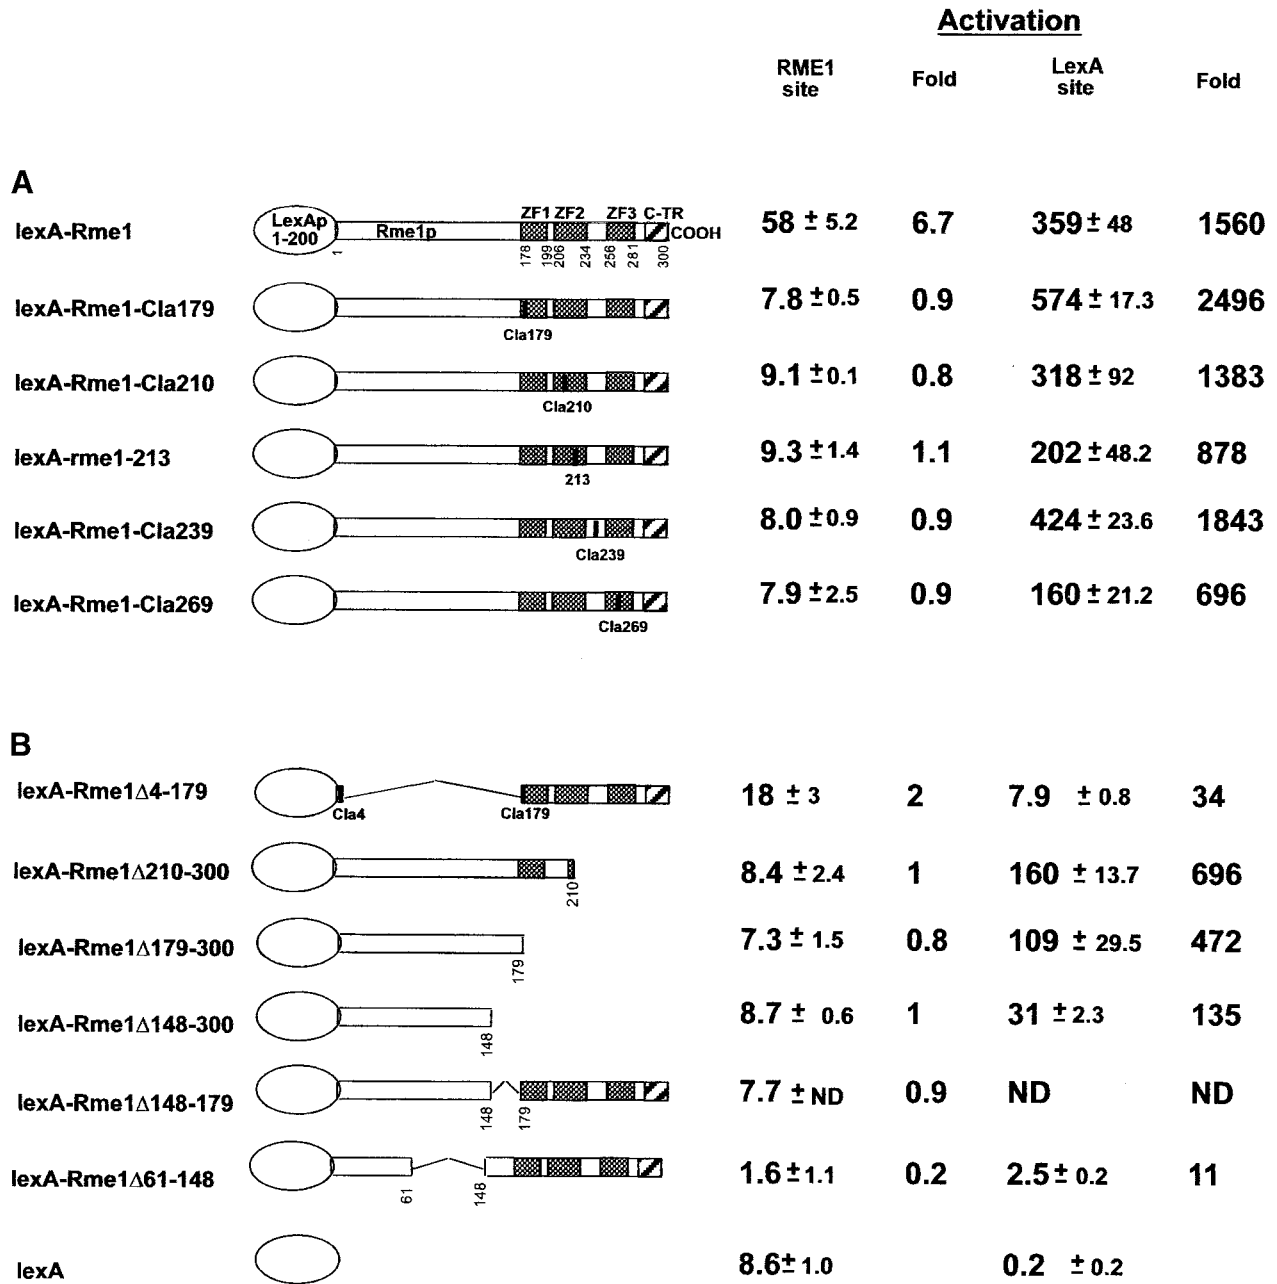 Activation
RME1 site Fold LexA site Fold
A
lexA-Rme1 LexAp 1-200 Rme1p ZF1 ZF2 ZF3 C-TR COOH 58 ± 5.2 6.7 359 ± 48 1560
1 178 199 206 234 256 281 300
lexA-Rme1-Cla179 7.8 ± 0.5 0.9 574 ± 17.3 2496
Cla179
lexA-Rme1-Cla210 9.1 ± 0.1 0.8 318 ± 92 1383
Cla210
lexA-rme1-213 9.3 ± 1.4 1.1 202 ± 48.2 878
213
lexA-Rme1-Cla239 8.0 ± 0.9 0.9 424 ± 23.6 1843
Cla239
lexA-Rme1-Cla269 7.9 ± 2.5 0.9 160 ± 21.2 696
Cla269
B
lexA-Rme1Δ4-179 18 ± 3 2 7.9 ± 0.8 34
Cla4 Cla179
lexA-Rme1Δ210-300 8.4 ± 2.4 1 160 ± 13.7 696
210
lexA-Rme1Δ179-300 7.3 ± 1.5 0.8 109 ± 29.5 472
179
lexA-Rme1Δ148-300 8.7 ± 0.6 1 31 ± 2.3 135
148
lexA-Rme1Δ148-179 7.7 ± ND 0.9 ND ND
148 179
lexA-Rme1Δ61-148 1.6 ± 1.1 0.2 2.5 ± 0.2 11
61 148
lexA 8.6 ± 1.0 0.2 ± 0.2